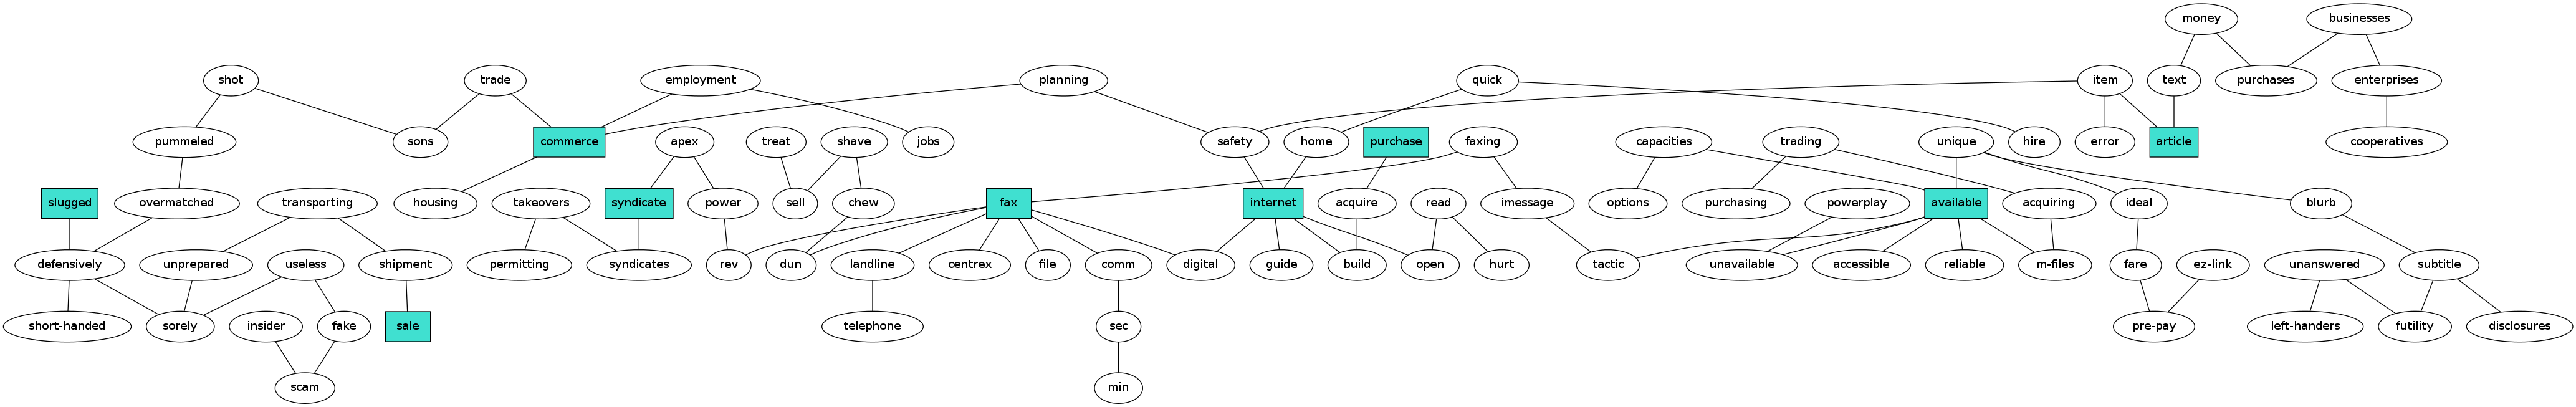 money
businesses
shot
trade
employment
planning
quick
item
text
purchases
enterprises
pummeled
sons
commerce
apex
treat
shave
jobs
safety
home
purchase
faxing
capacities
trading
unique
hire
error
article
cooperatives
slugged
overmatched
transporting
housing
takeovers
syndicate
power
sell
chew
fax
internet
acquire
read
imessage
options
purchasing
powerplay
available
acquiring
ideal
blurb
defensively
unprepared
useless
shipment
permitting
syndicates
rev
dun
landline
centrex
file
comm
digital
guide
build
open
hurt
tactic
unavailable
accessible
reliable
m-files
fare
ez-link
unanswered
subtitle
short-handed
sorely
insider
fake
sale
telephone
sec
pre-pay
left-handers
futility
disclosures
scam
min